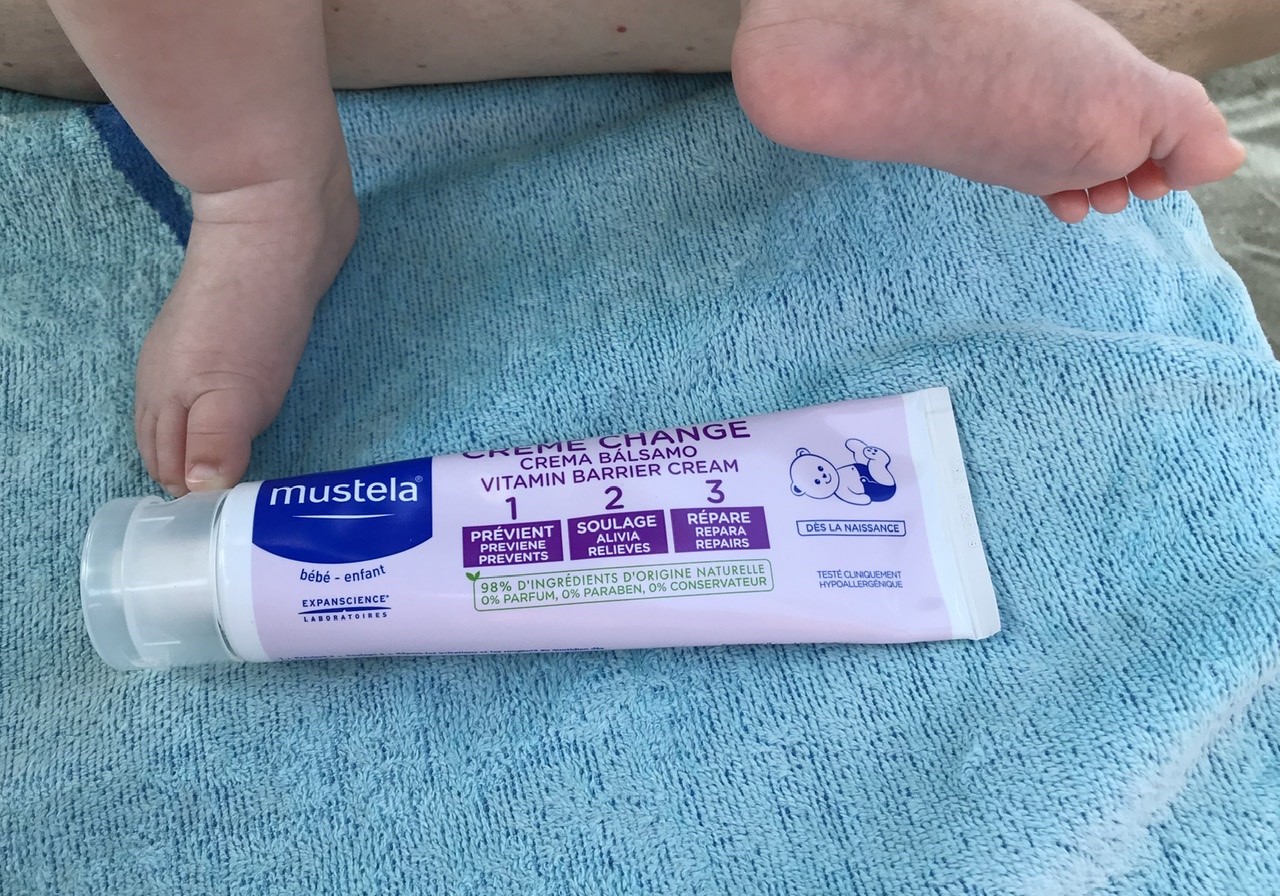 mustela®
bébé - enfant
EXPANSCIENCE®
LABORATOIRES
CRÈME CHANGE
CREMA BÁLSAMO
VITAMIN BARRIER CREAM
1
PRÉVIENT
PREVIENE
PREVENTS
2
SOULAGE
ALIVIA
RELIEVES
3
RÉPARE
REPARA
REPAIRS
98% D'INGRÉDIENTS D'ORIGINE NATURELLE
0% PARFUM, 0% PARABEN, 0% CONSERVATEUR
DÈS LA NAISSANCE
TESTÉ CLINIQUEMENT
HYPOALLERGÉNIQUE